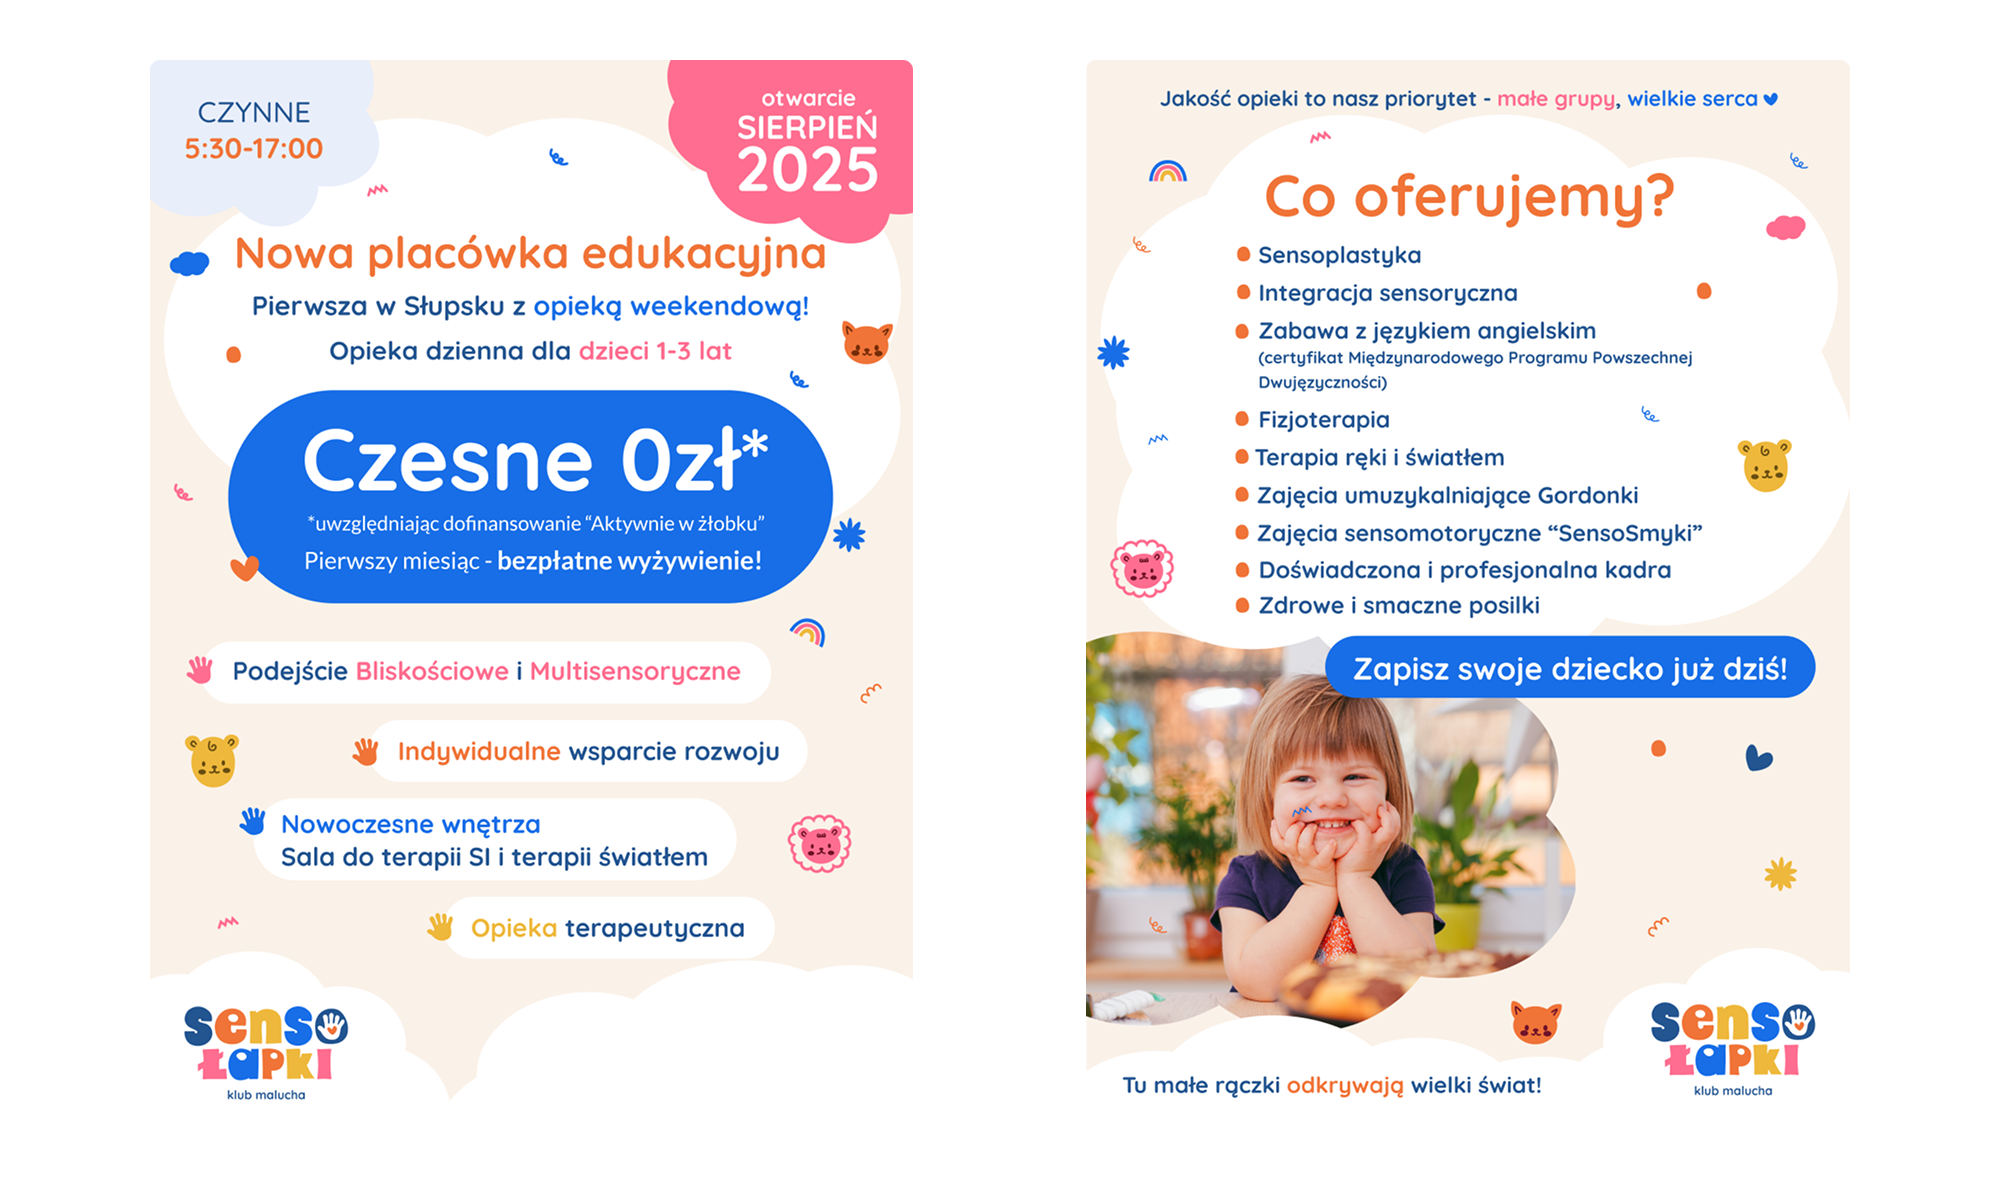 CZYNNE
5:30-17:00
otwarcie
SIERPIEŃ
2025
Nowa placówka edukacyjna
Pierwsza w Słupsku z opieką weekendową!
Opieka dzienna dla dzieci 1-3 lat
Czesne 0zł*
*uwzględniając dofinansowanie “Aktywnie w żłobku”
Pierwszy miesiąc - bezpłatne wyżywienie!
Podejście Bliskościowe i Multisensoryczne
Indywidualne wsparcie rozwoju
Nowoczesne wnętrza
Sala do terapii SI i terapii światłem
Opieka terapeutyczna
senso
Łapki
klub malucha
Jakość opieki to nasz priorytet - małe grupy, wielkie serca
Co oferujemy?
Sensoplastyka
Integracja sensoryczna
Zabawa z językiem angielskim
(certyfikat Międzynarodowego Programu Powszechnej
Dwujęzyczności)
Fizjoterapia
Terapia ręki i światłem
Zajęcia umuzykalniające Gordonki
Zajęcia sensomotoryczne “SensoSmyki”
Doświadczona i profesjonalna kadra
Zdrowe i smaczne posilki
Zapisz swoje dziecko już dziś!
Tu małe rączki odkrywają wielki świat!
senso
Łapki
klub malucha